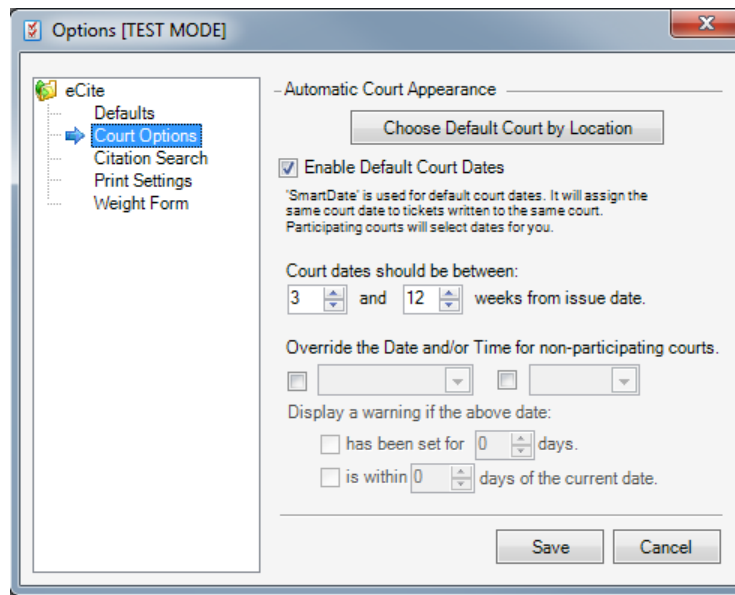 Options [TEST MODE]
eCite
Defaults
Court Options
Citation Search
Print Settings
Weight Form
Automatic Court Appearance
Choose Default Court by Location
Enable Default Court Dates
'SmartDate' is used for default court dates. It will assign the
same court date to tickets written to the same court.
Participating courts will select dates for you.
Court dates should be between:
3 and 12 weeks from issue date.
Override the Date and/or Time for non-participating courts.
Display a warning if the above date:
has been set for 0 days.
is within 0 days of the current date.
Save Cancel